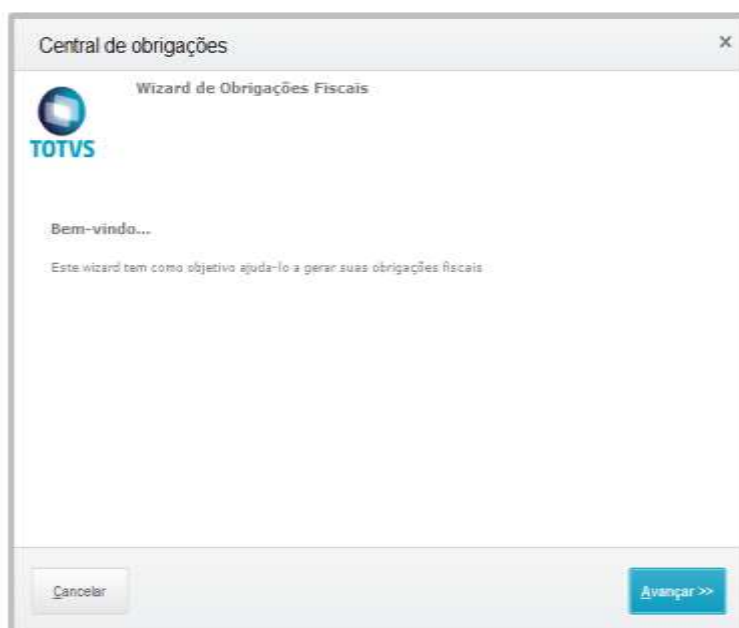 Central de obrigações ×
Wizard de Obrigações Fiscais
TOTVS
Bem-vindo...
Este wizard tem como objetivo ajuda-lo a gerar suas obrigações fiscais
Cancelar
Avançar >>